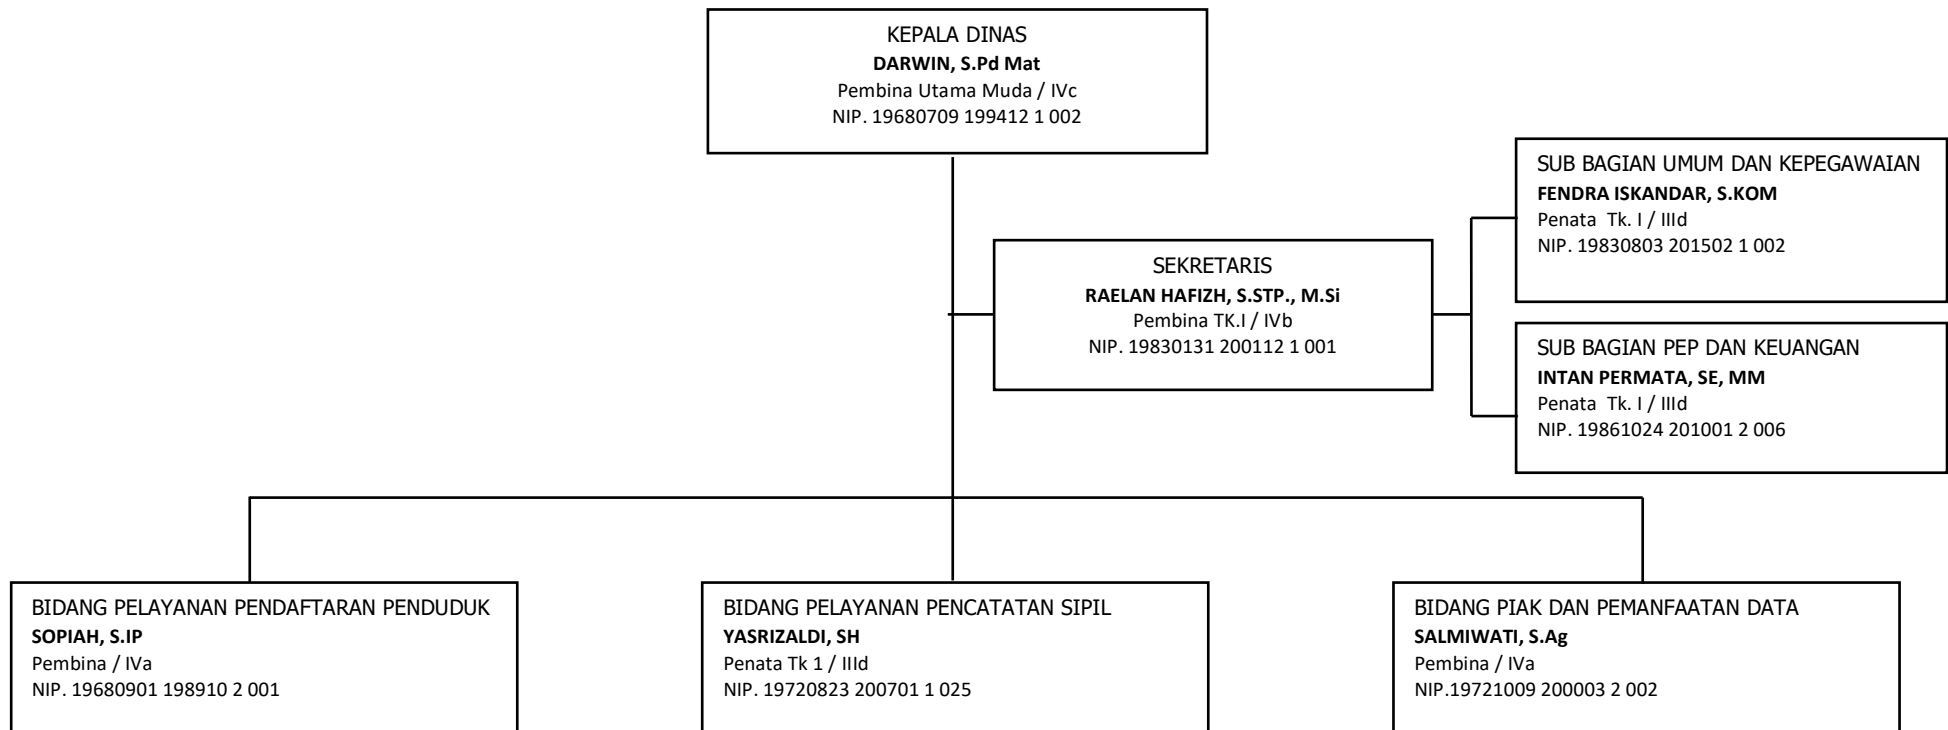 KEPALA DINAS
DARWIN, S.Pd Mat
Pembina Utama Muda / IVc
NIP. 19680709 199412 1 002
SUB BAGIAN UMUM DAN KEPEGAWAIAN
FENDRA ISKANDAR, S.KOM
Penata Tk. I / IIId
NIP. 19830803 201502 1 002
SEKRETARIS
RAELAN HAFIZH, S.STP., M.Si
Pembina TK.I / IVb
NIP. 19830131 200112 1 001
SUB BAGIAN PEP DAN KEUANGAN
INTAN PERMATA, SE, MM
Penata Tk. I / IIId
NIP. 19861024 201001 2 006
BIDANG PELAYANAN PENDAFTARAN PENDUDUK
SOPIAH, S.IP
Pembina / IVa
NIP. 19680901 198910 2 001
BIDANG PELAYANAN PENCATATAN SIPIL
YASRIZALDI, SH
Penata Tk 1 / IIId
NIP. 19720823 200701 1 025
BIDANG PIAK DAN PEMANFAATAN DATA
SALMIWATI, S.Ag
Pembina / IVa
NIP.19721009 200003 2 002